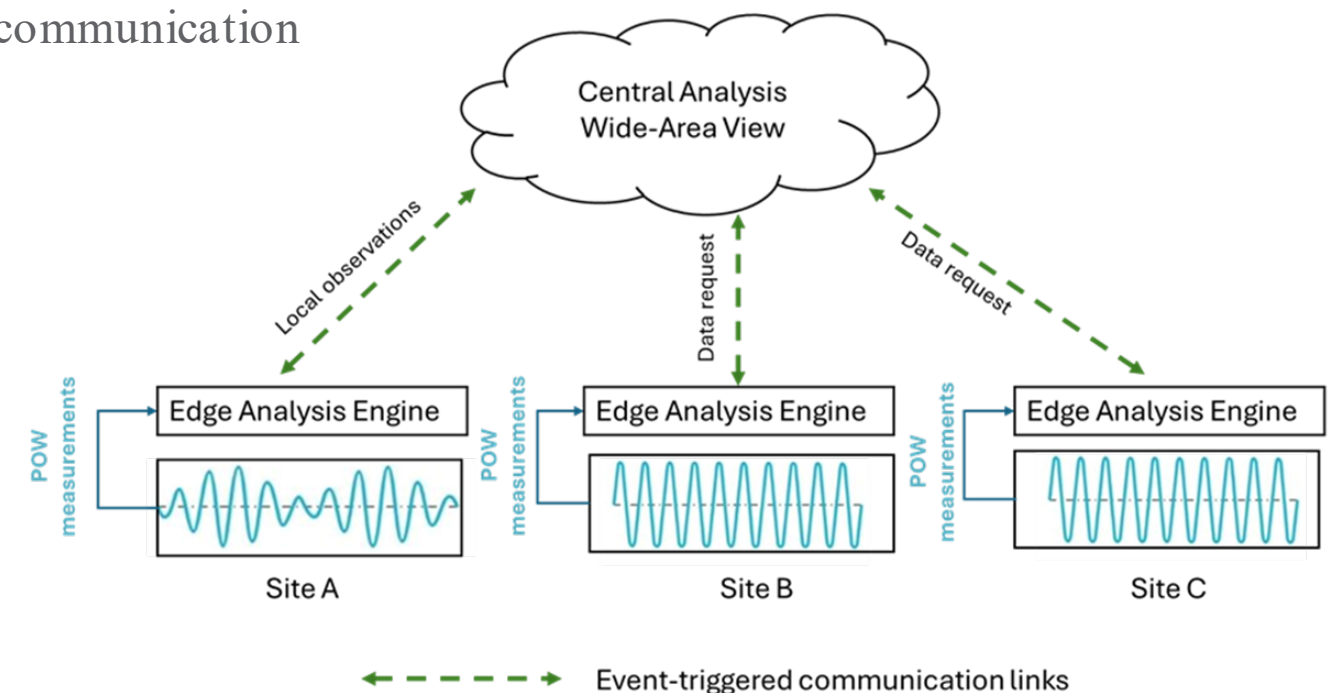 communication
Central Analysis
Wide-Area View
Local observations
Data request
Data request
POW
measurements
Edge Analysis Engine
POW
measurements
Edge Analysis Engine
POW
measurements
Edge Analysis Engine
Site A
Site B
Site C
Event-triggered communication links